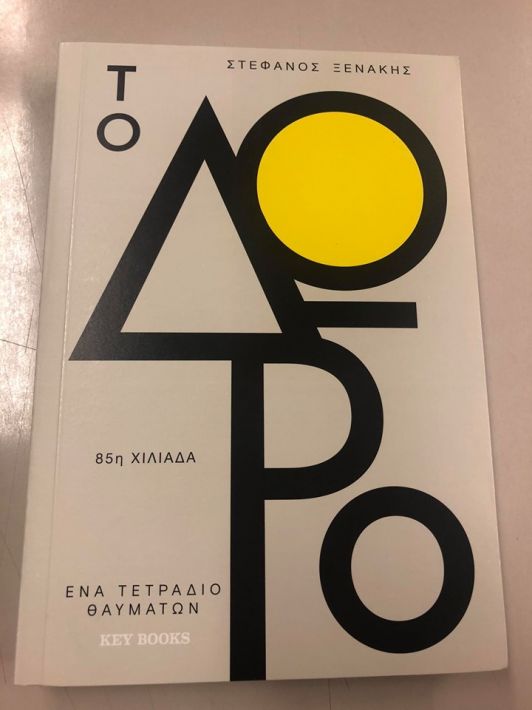 ΣΤΕΦΑΝΟΣ ΞΕΝΑΚΗΣ
ΤΟ
ΔΩΡΟ
85η ΧΙΛΙΑΔΑ
ΕΝΑ ΤΕΤΡΑΔΙΟ
ΘΑΥΜΑΤΩΝ
KEY BOOKS